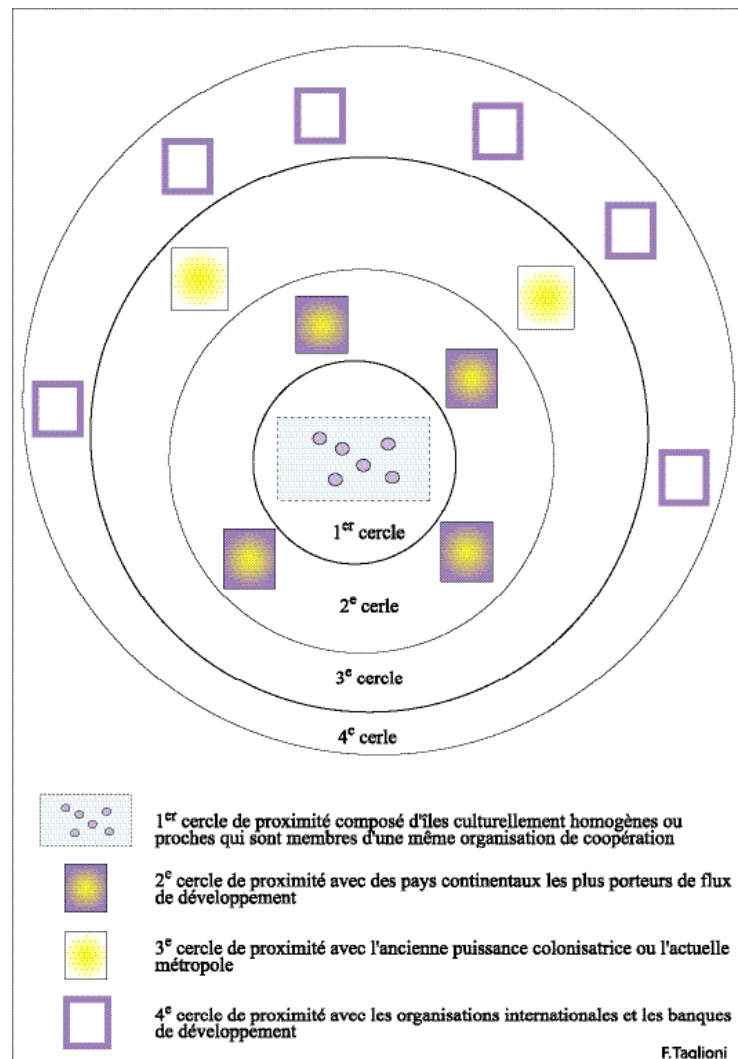 1er cercle
2e cerle
3e cercle
4e cerle
1er cercle de proximité composé d'îles culturellement homogènes ou
proches qui sont membres d'une même organisation de coopération
2e cercle de proximité avec des pays continentaux les plus porteurs de flux
de développement
3e cercle de proximité avec l'ancienne puissance colonisatrice ou l'actuelle
métropole
4e cercle de proximité avec les organisations internationales et les banques
de développement
F.Taglioni